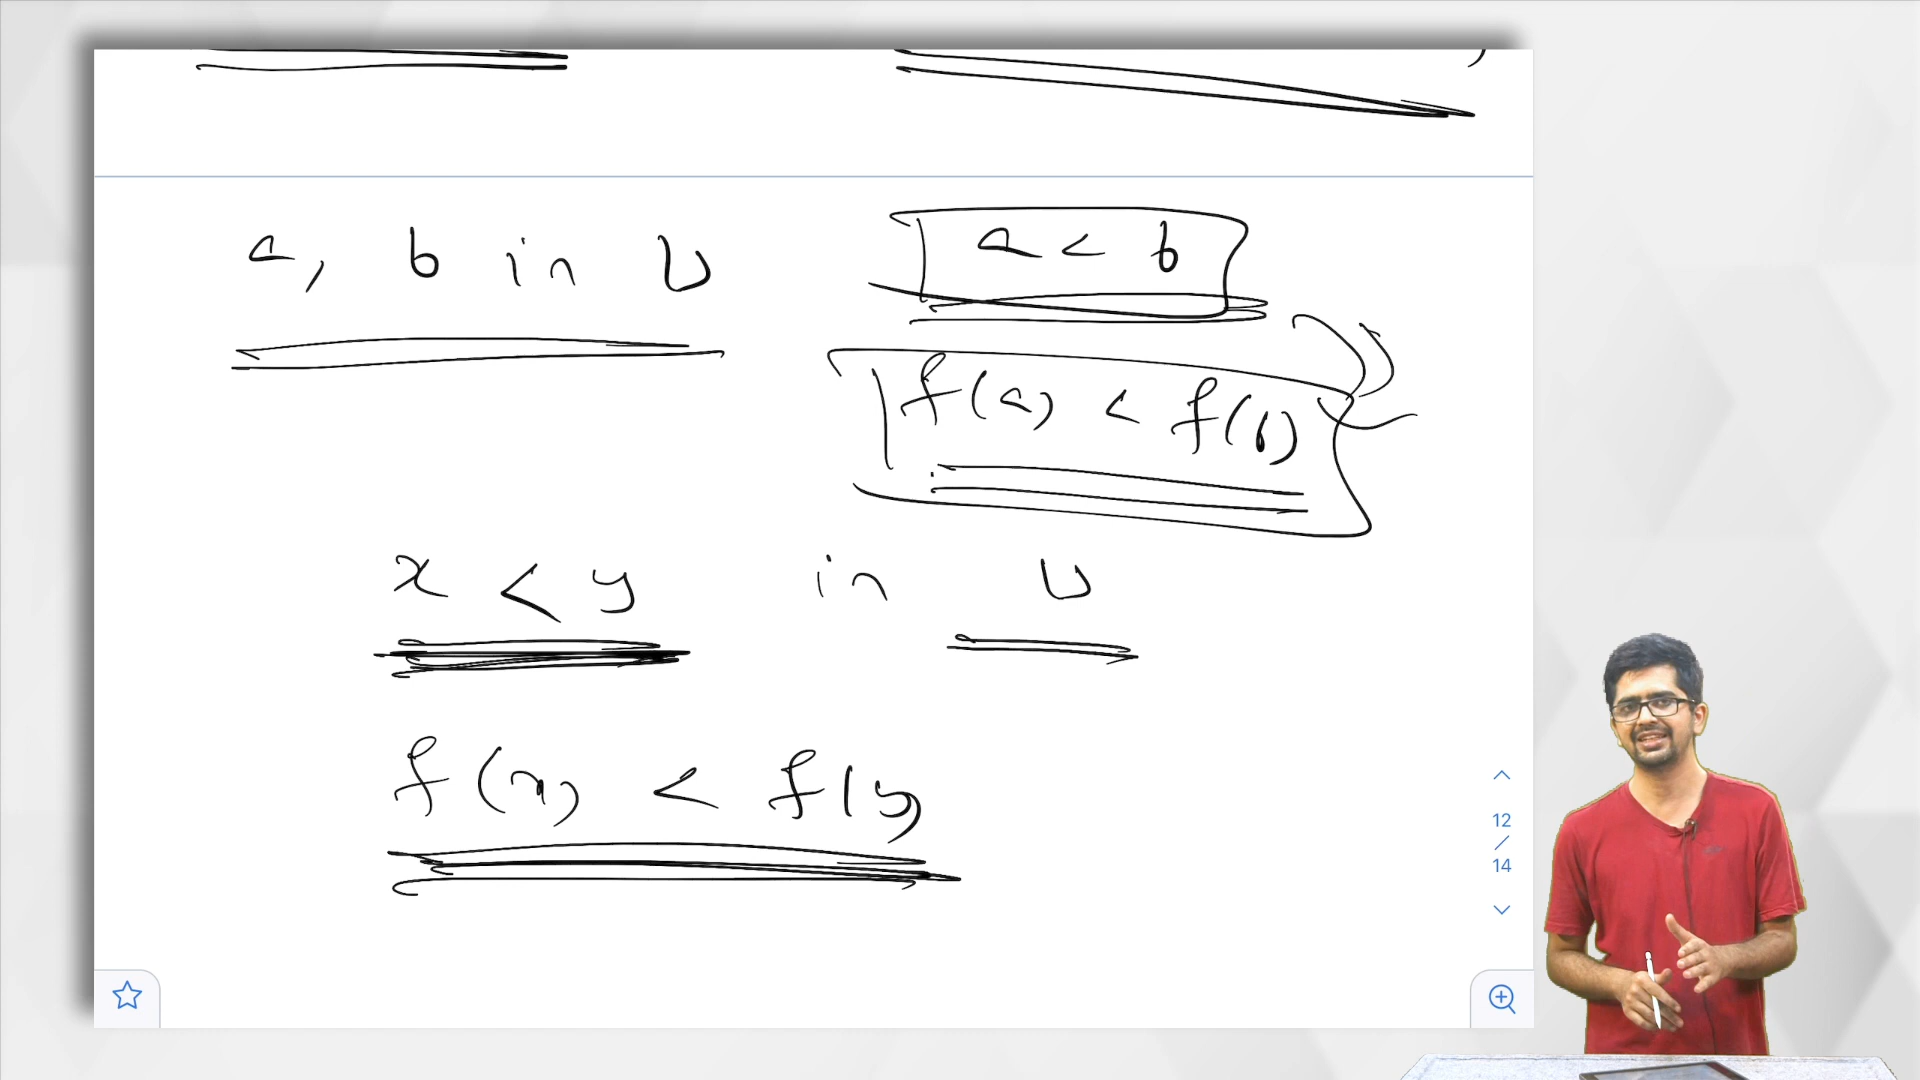 a, b in U
a < b
f(a) < f(b)
x < y in U
f(x) < f(y)
12
/
14